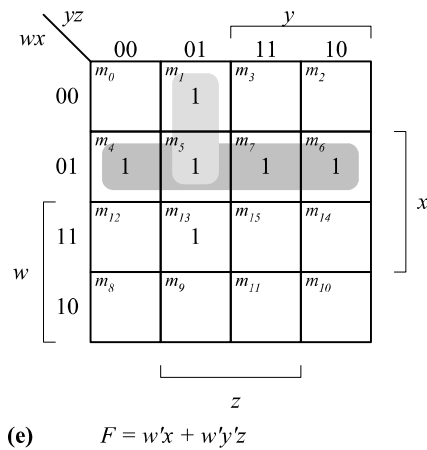 yz
y
wx
00 01 11 10
m0 m1 m3 m2
00 1
m4 m5 m7 m6
01 1 1 1 1
x
m12 m13 m15 m14
11 1
w
m8 m9 m11 m10
10
z
(e) F = w'x + w'y'z